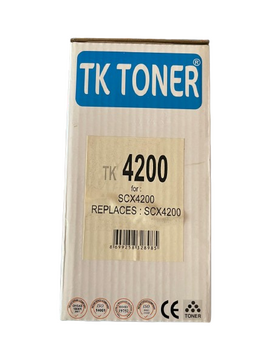 TK TONER®
TK 4200
for :
SCX4200
REPLACES : SCX4200
CE TONER